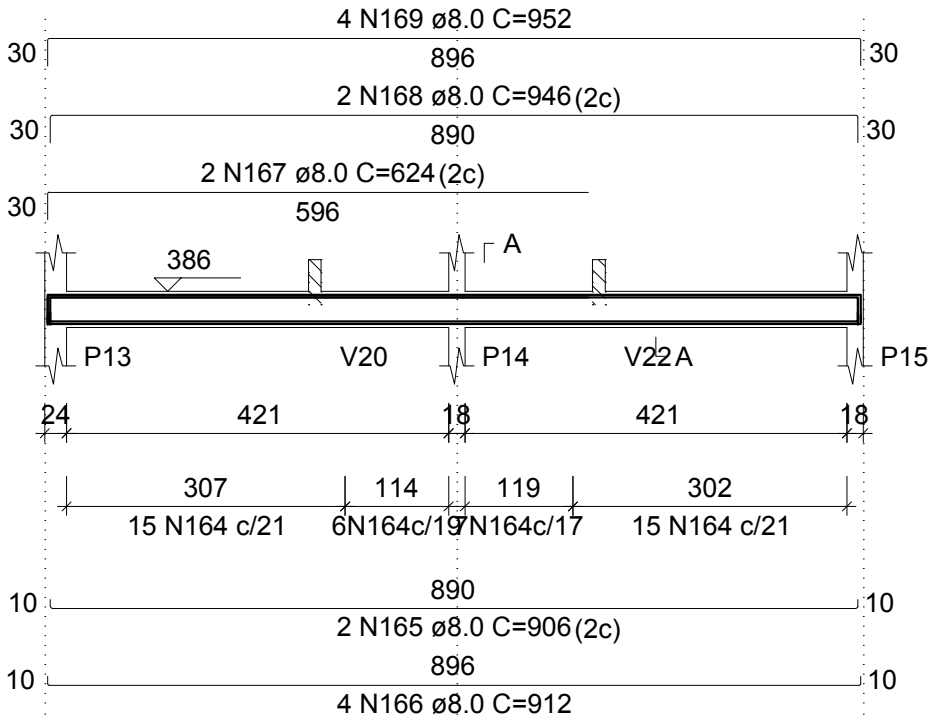 4 N169 ø8.0 C=952
30 896 30
2 N168 ø8.0 C=946 (2c)
30 890 30
2 N167 ø8.0 C=624 (2c)
30 596
A
386
P13 V20 P14 V22 A P15
24 421 18 421 18
307 114 119 302
15 N164 c/21 6N164c/19 7N164c/17 15 N164 c/21
10 890 10
2 N165 ø8.0 C=906 (2c)
10 896 10
4 N166 ø8.0 C=912